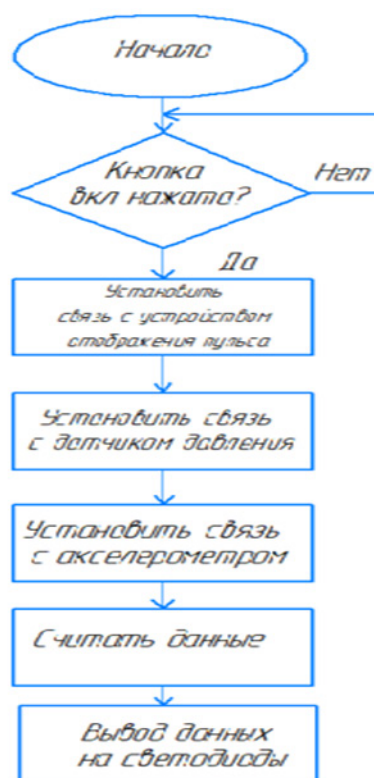 Начало
Кнопка
вкл нажата?
Нет
Да
Установить
связь с устройством
отображения пульса
Установить связь
с датчиком давления
Установить связь
с акселерометром
Считать данные
Вывод данных
на светодиоды